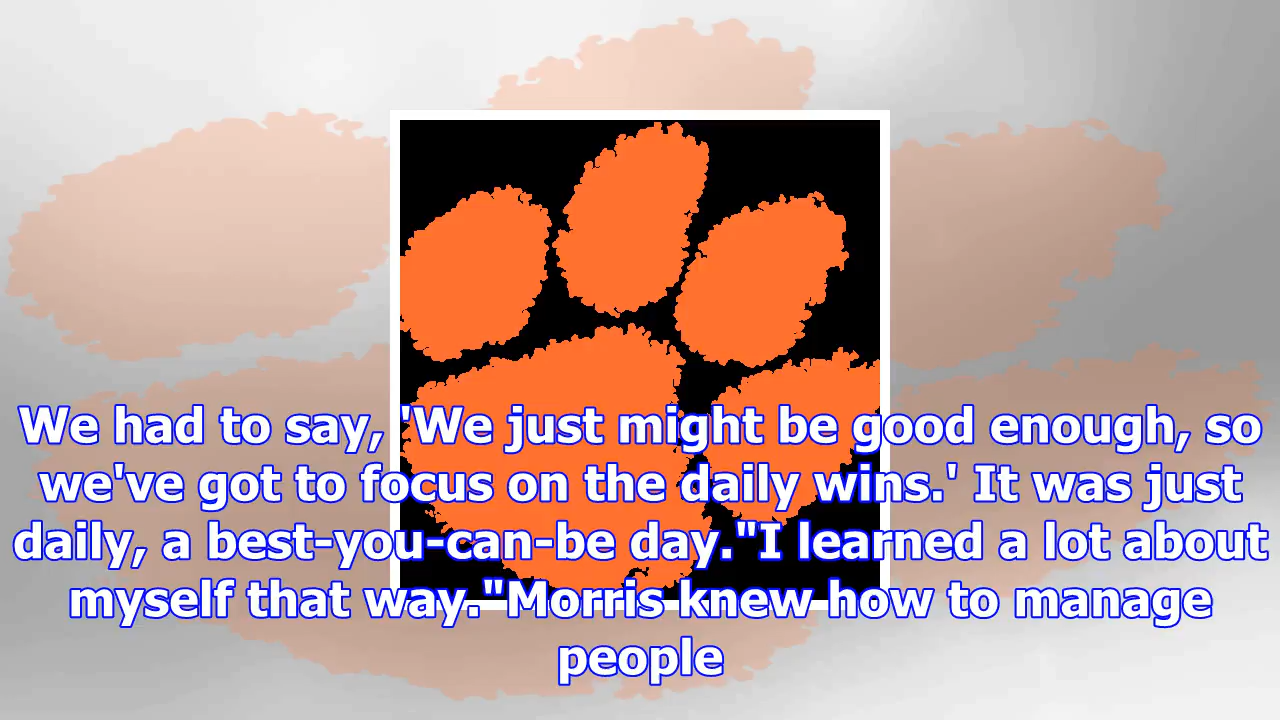 We had to say, 'We just might be good enough, so
we've got to focus on the daily wins.' It was just
daily, a best-you-can-be day."I learned a lot about
myself that way."Morris knew how to manage
people